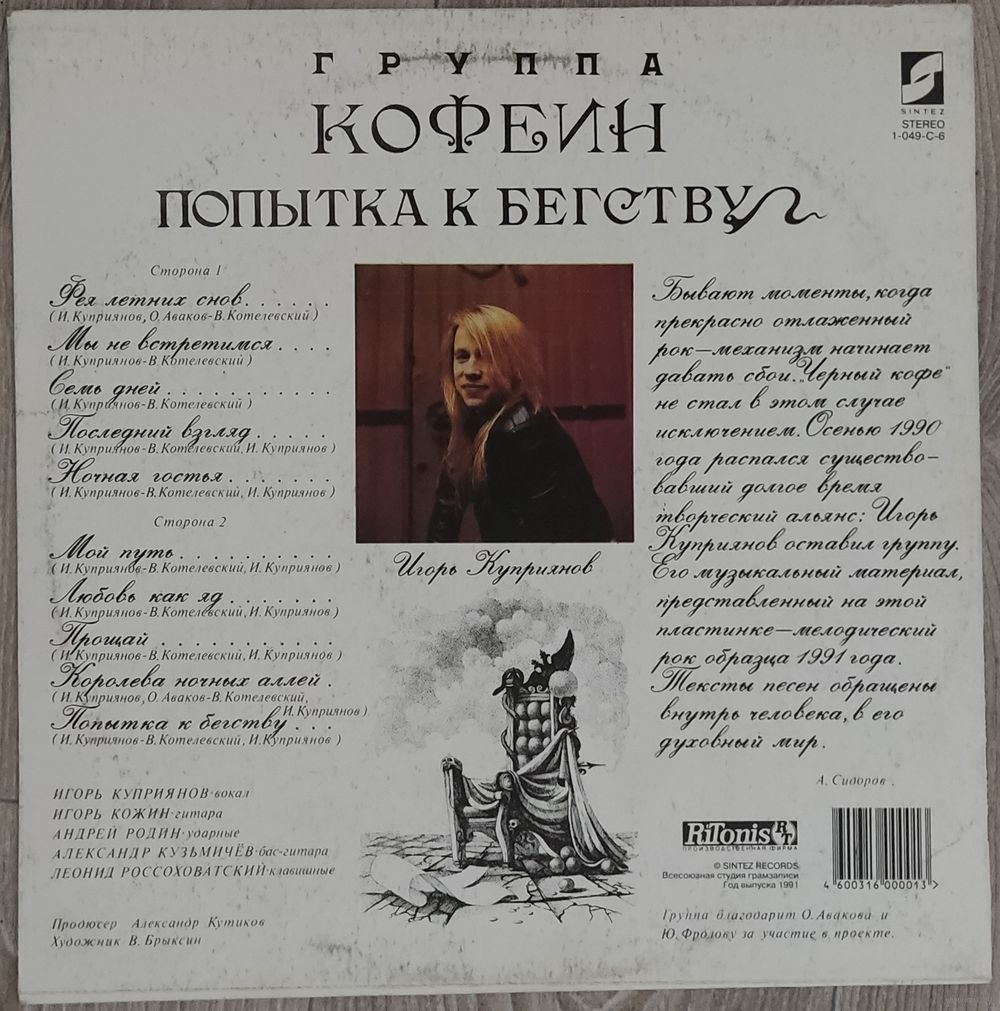 ГРУППА
КОФЕИН
ПОПЫТКА К БЕГСТВУ
SINTEZ
STEREO
1-049-С-6
Сторона 1
Фея летних снов......
(И.Куприянов, О.Аваков-В.Котелевский)
Мы не встретимся....
(И.Куприянов-В.Котелевский)
Семь дней...........
(И.Куприянов-В.Котелевский)
Последний взгляд.....
(И.Куприянов-В.Котелевский, И.Куприянов)
Ночная гостья.......
(И.Куприянов-В.Котелевский, И.Куприянов)
Сторона 2
Мой путь..........
(И.Куприянов-В.Котелевский, И.Куприянов)
Любовь как яд.......
(И.Куприянов-В.Котелевский, И.Куприянов)
Прощай............
(И.Куприянов-В.Котелевский, И.Куприянов)
Королева ночных аллей.
(И.Куприянов, О.Аваков-В.Котелевский,
И.Куприянов)
Попытка к бегству...
(И.Куприянов-В.Котелевский, И.Куприянов)
Игорь Куприянов
Бывают моменты, когда
прекрасно отлаженный
рок—механизм начинает
давать сбои. „Черный кофе"
не стал в этом случае
исключением. Осенью 1990
года распался существо-
вавший долгое время
творческий альянс: Игорь
Куприянов оставил группу.
Его музыкальный материал,
представленный на этой
пластинке—мелодический
рок образца 1991 года.
Тексты песен обращены
внутрь человека, в его
духовный мир.
А. Сидоров.
ИГОРЬ КУПРИЯНОВ·вокал
ИГОРЬ КОЖИН·гитара
АНДРЕЙ РОДИН·ударные
АЛЕКСАНДР КУЗЬМИЧЁВ·бас-гитара
ЛЕОНИД РОССОХОВАТСКИЙ·клавишные
Продюсер Александр Кутиков
Художник В. Брыксин
RiTonis RT
ПРОИЗВОДСТВЕННАЯ ФИРМА
© SINTEZ RECORDS
Всесоюзная студия грамзаписи
Год выпуска 1991
4 600316 000013 >
Группа благодарит О. Авакова и
Ю. Фролову за участие в проекте.